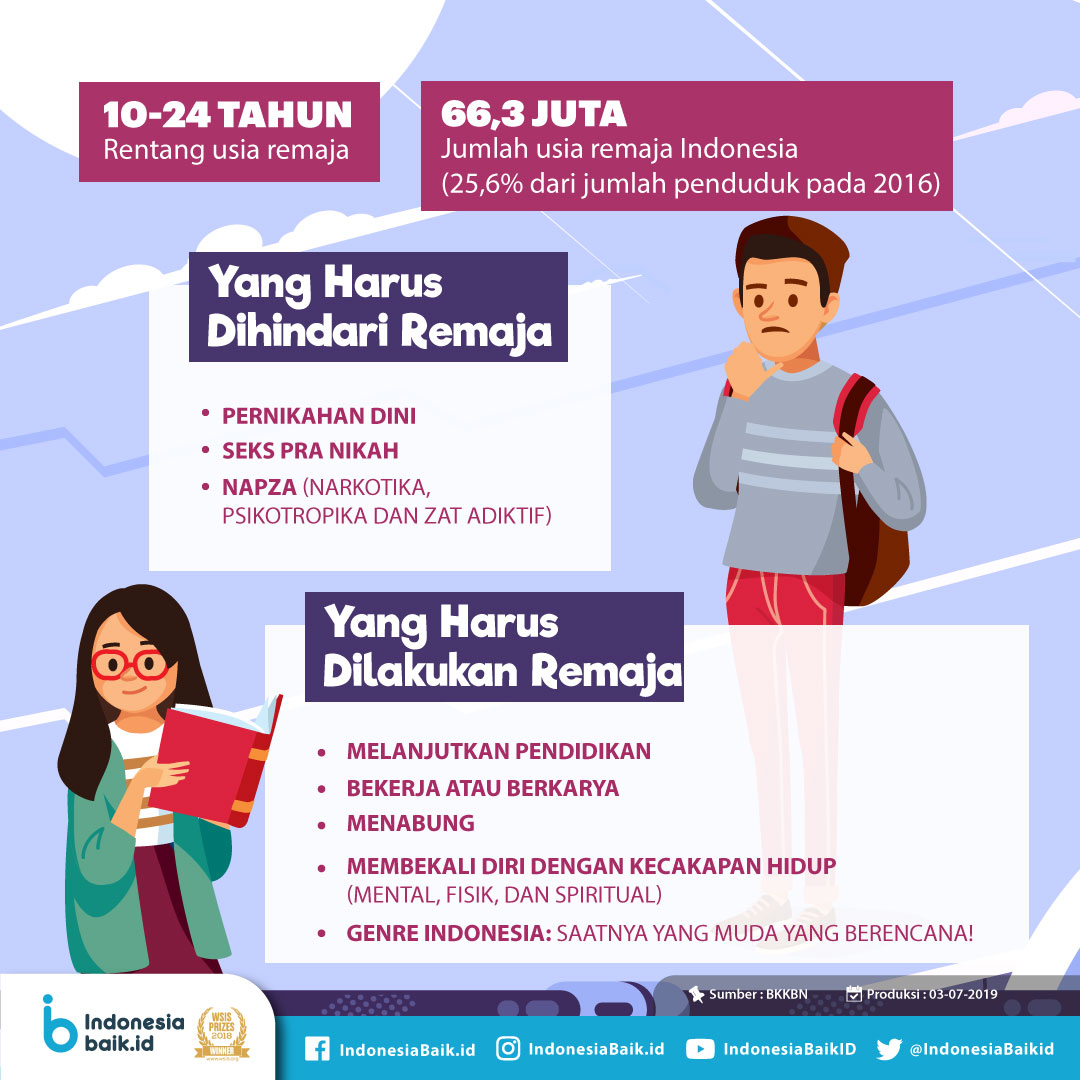 10-24 TAHUN
Rentang usia remaja
66,3 JUTA
Jumlah usia remaja Indonesia
(25,6% dari jumlah penduduk pada 2016)
Yang Harus
Dihindari Remaja
• PERNIKAHAN DINI
• SEKS PRA NIKAH
• NAPZA (NARKOTIKA,
PSIKOTROPIKA DAN ZAT ADIKTIF)
Yang Harus
Dilakukan Remaja
• MELANJUTKAN PENDIDIKAN
• BEKERJA ATAU BERKARYA
• MENABUNG
• MEMBEKALI DIRI DENGAN KECAKAPAN HIDUP
(MENTAL, FISIK, DAN SPIRITUAL)
• GENRE INDONESIA: SAATNYA YANG MUDA YANG BERENCANA!
Sumber : BKKBN
Produksi : 03-07-2019
Indonesia
baik.id
WSIS
PRIZES
2018
WINNER
IndonesiaBaik.id
IndonesiaBaik.id
IndonesiaBaikID
@IndonesiaBaikid